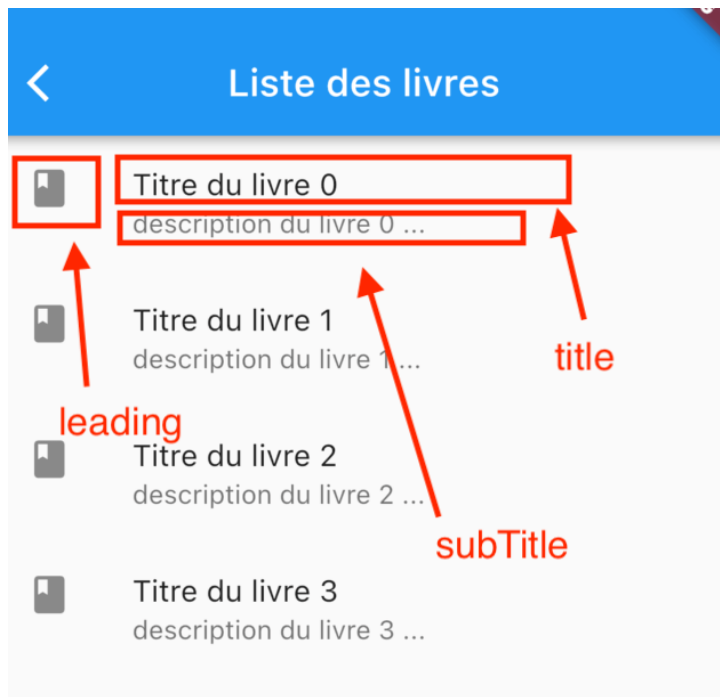 Liste des livres
Titre du livre 0
description du livre 0 ...
Titre du livre 1
description du livre 1 ...
title
leading
Titre du livre 2
description du livre 2 ...
subTitle
Titre du livre 3
description du livre 3 ...